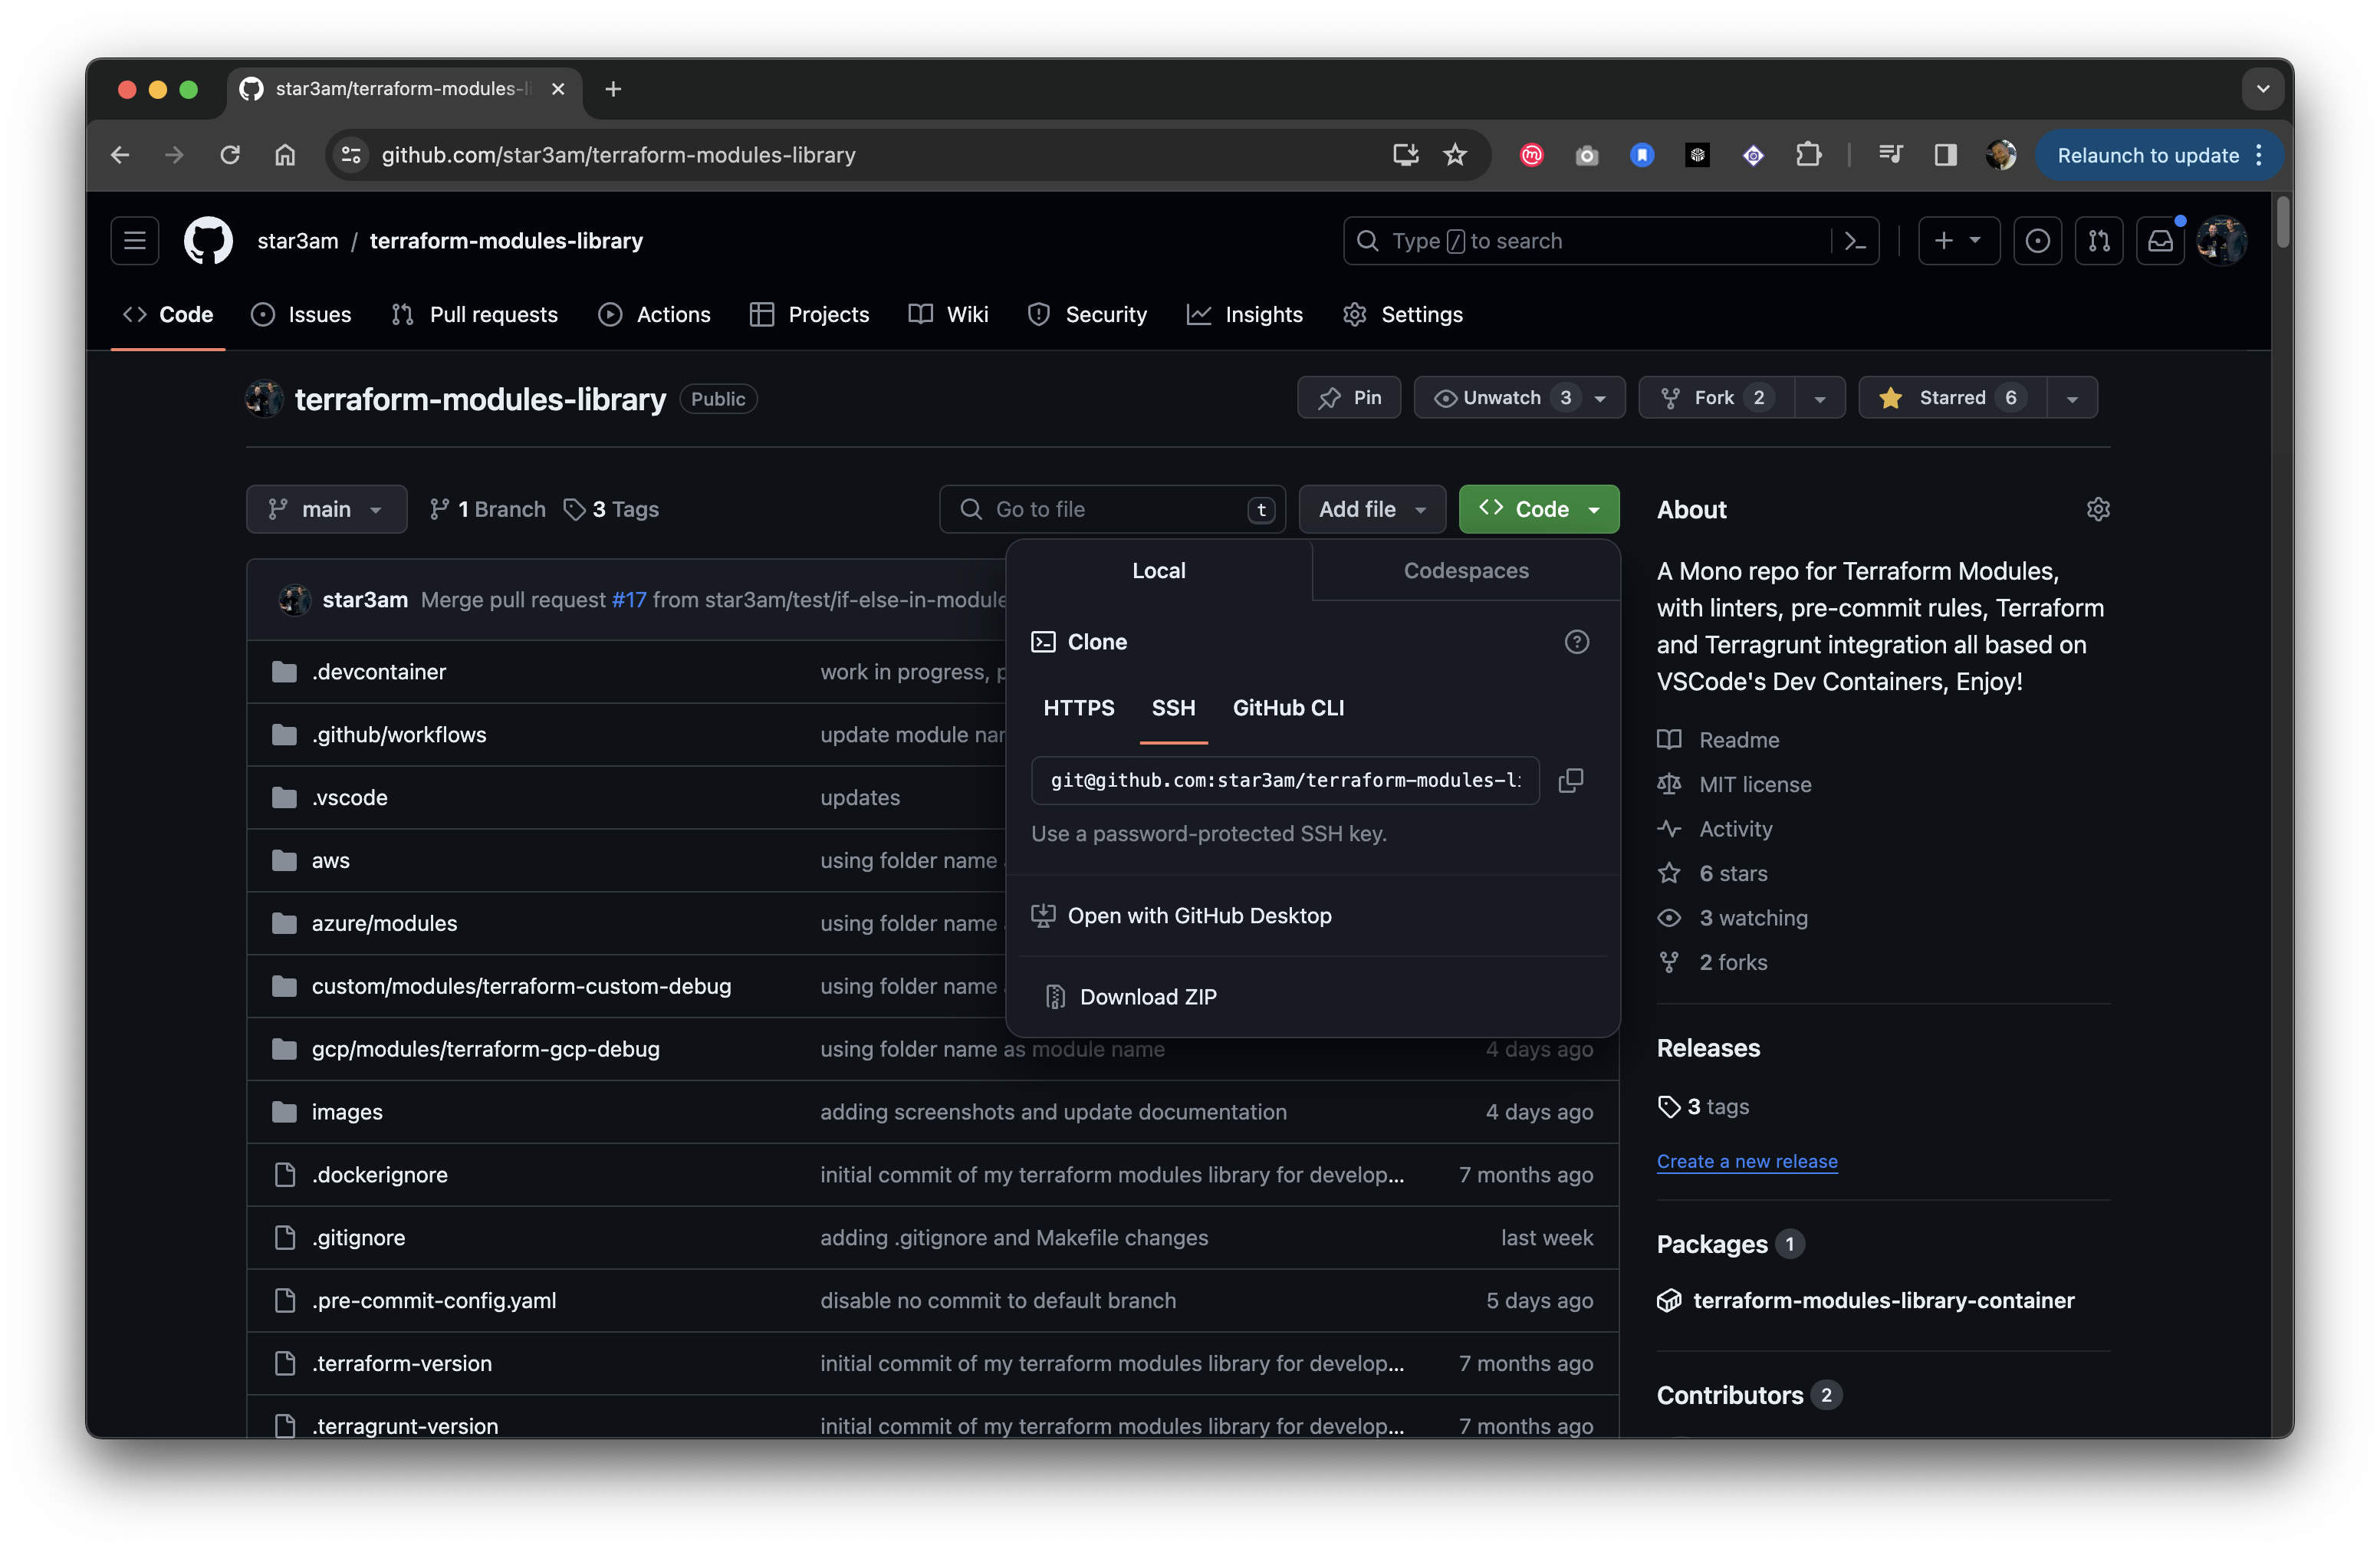 star3am/terraform-modules-li
github.com/star3am/terraform-modules-library
Relaunch to update
star3am / terraform-modules-library
Type / to search
Code
Issues
Pull requests
Actions
Projects
Wiki
Security
Insights
Settings
terraform-modules-library Public
Pin
Unwatch 3
Fork 2
Starred 6
main
1 Branch
3 Tags
Go to file t
Add file
Code
star3am Merge pull request #17 from star3am/test/if-else-in-module
.devcontainer work in progress, p
.github/workflows update module nar
.vscode updates
aws using folder name
azure/modules using folder name
custom/modules/terraform-custom-debug using folder name
gcp/modules/terraform-gcp-debug using folder name as module name 4 days ago
images adding screenshots and update documentation 4 days ago
.dockerignore initial commit of my terraform modules library for develop... 7 months ago
.gitignore adding .gitignore and Makefile changes last week
.pre-commit-config.yaml disable no commit to default branch 5 days ago
.terraform-version initial commit of my terraform modules library for develop... 7 months ago
.terragrunt-version initial commit of my terraform modules library for develop... 7 months ago
Local
Codespaces
Clone
HTTPS
SSH
GitHub CLI
git@github.com:star3am/terraform-modules-l
Use a password-protected SSH key.
Open with GitHub Desktop
Download ZIP
About
A Mono repo for Terraform Modules,
with linters, pre-commit rules, Terraform
and Terragrunt integration all based on
VSCode's Dev Containers, Enjoy!
Readme
MIT license
Activity
6 stars
3 watching
2 forks
Releases
3 tags
Create a new release
Packages 1
terraform-modules-library-container
Contributors 2